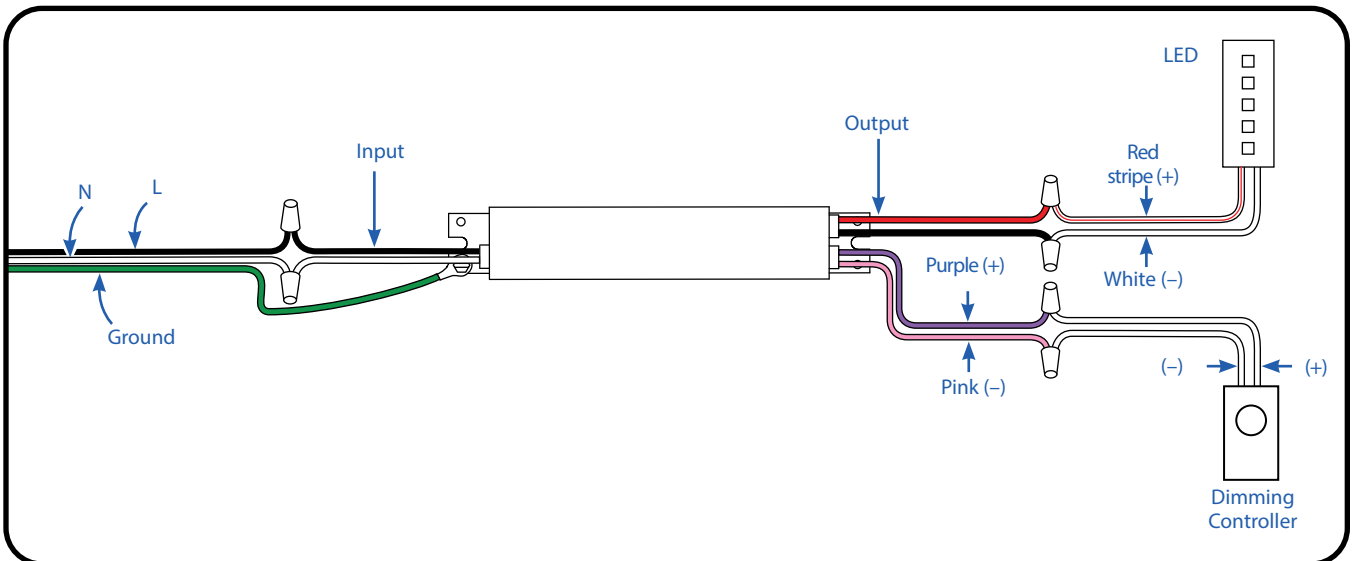 LED
Output
Input
Red
stripe (+)
N
L
Purple (+)
White (–)
Ground
(–)
(+)
Pink (–)
Dimming
Controller